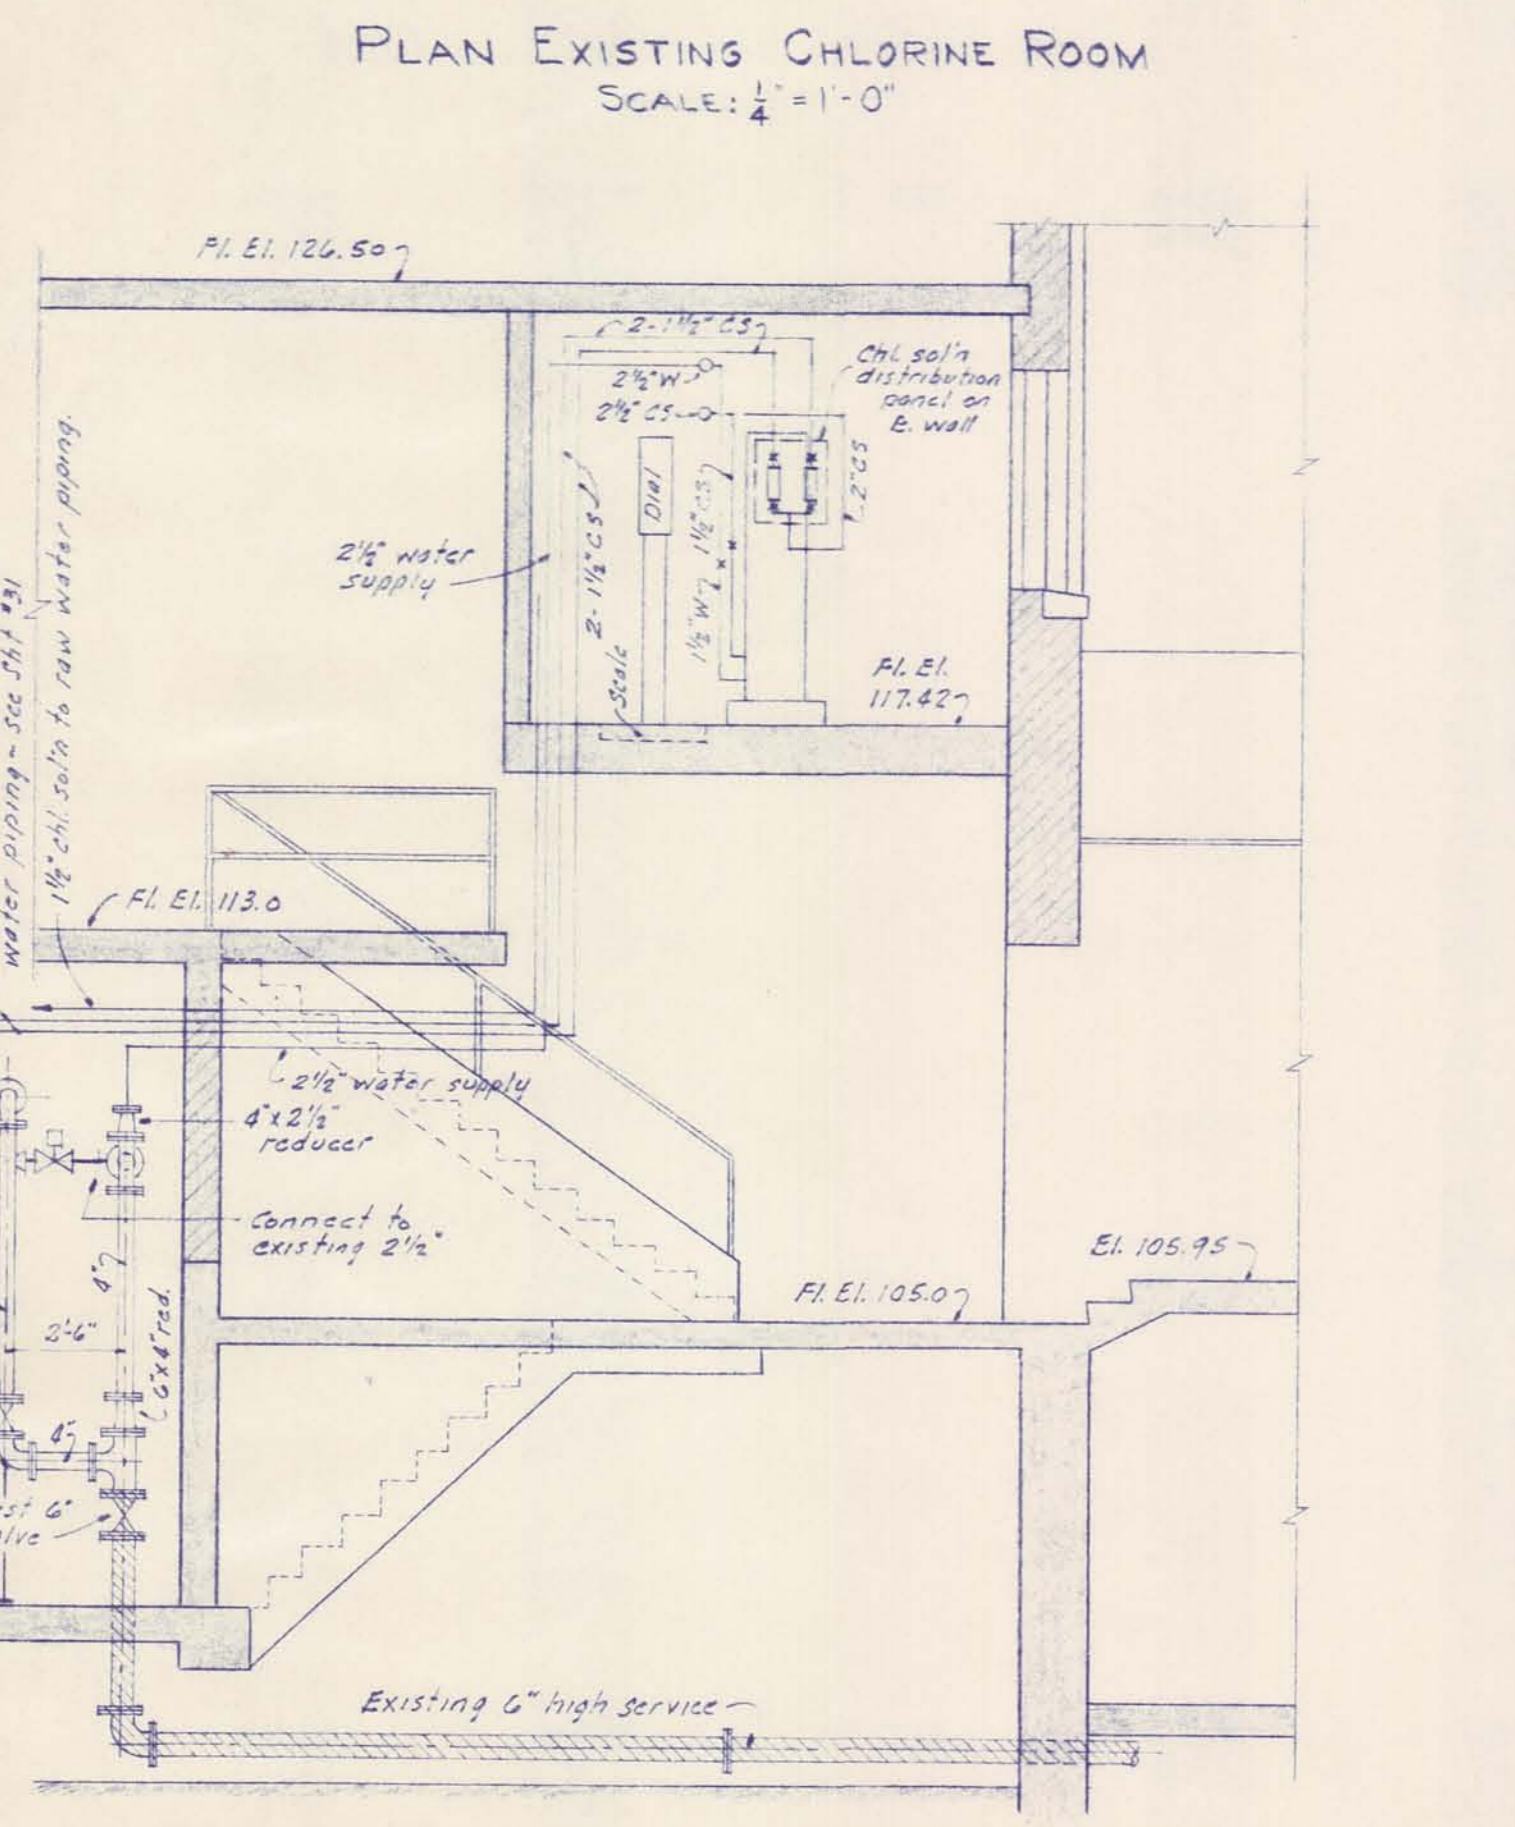 PLAN EXISTING CHLORINE ROOM
SCALE: 1/4" = 1'-0"
Fl. El. 126.50
2-1½" CS
2½" W
2½" CS
Chl. sol'n
distribution
panel on
E. wall
2" CS
Dial
1½" CS
1½" W
2-1½" CS
Scale
2½" water
supply
Fl. El.
117.42
water piping - see Sht #31
1½" chl. sol'n to raw water piping.
Fl. El. 113.0
2½" water supply
4"x2½"
reducer
Connect to
existing 2½"
4"
2'-6"
6"x4" red.
4"
6"
Fl. El. 105.0
El. 105.95
Existing 6" high service